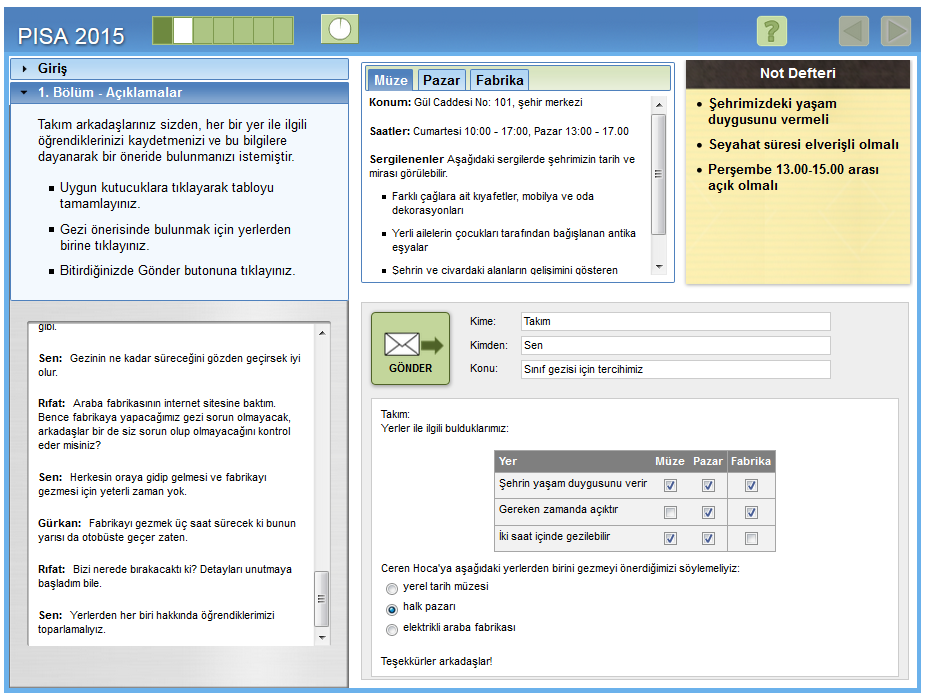 PISA 2015
?
Giriş
1. Bölüm - Açıklamalar
Takım arkadaşlarınız sizden, her bir yer ile ilgili
öğrendiklerinizi kaydetmenizi ve bu bilgilere
dayanarak bir öneride bulunmanızı istemiştir.
Uygun kutucuklara tıklayarak tabloyu
tamamlayınız.
Gezi önerisinde bulunmak için yerlerden
birine tıklayınız.
Bitirdiğinizde Gönder butonuna tıklayınız.
Müze Pazar Fabrika
Konum: Gül Caddesi No: 101, şehir merkezi
Saatler: Cumartesi 10:00 - 17:00, Pazar 13:00 - 17.00
Sergilenenler Aşağıdaki sergilerde şehrimizin tarih ve
mirası görülebilir.
Farklı çağlara ait kıyafetler, mobilya ve oda
dekorasyonları
Yerli ailelerin çocukları tarafından bağışlanan antika
eşyalar
Şehrin ve civardaki alanların gelişimini gösteren
Not Defteri
• Şehrimizdeki yaşam
duygusunu vermeli
• Seyahat süresi elverişli olmalı
• Perşembe 13.00-15.00 arası
açık olmalı
gibi.
Sen: Gezinin ne kadar süreceğini gözden geçirsek iyi
olur.
Rıfat: Araba fabrikasının internet sitesine baktım.
Bence fabrikaya yapacağımız gezi sorun olmayacak,
arkadaşlar bir de siz sorun olup olmayacağını kontrol
eder misiniz?
Sen: Herkesin oraya gidip gelmesi ve fabrikayı
gezmesi için yeterli zaman yok.
Gürkan: Fabrikayı gezmek üç saat sürecek ki bunun
yarısı da otobüste geçer zaten.
Rıfat: Bizi nerede bırakacaktı ki? Detayları unutmaya
başladım bile.
Sen: Yerlerden her biri hakkında öğrendiklerimizi
toparlamalıyız.
GÖNDER
Kime: Takım
Kimden: Sen
Konu: Sınıf gezisi için tercihimiz
Takım:
Yerler ile ilgili bulduklarımız:
Yer Müze Pazar Fabrika
Şehrin yaşam duygusunu verir
Gereken zamanda açıktır
İki saat içinde gezilebilir
Ceren Hoca'ya aşağıdaki yerlerden birini gezmeyi önerdiğimizi söylemeliyiz:
yerel tarih müzesi
halk pazarı
elektrikli araba fabrikası
Teşekkürler arkadaşlar!